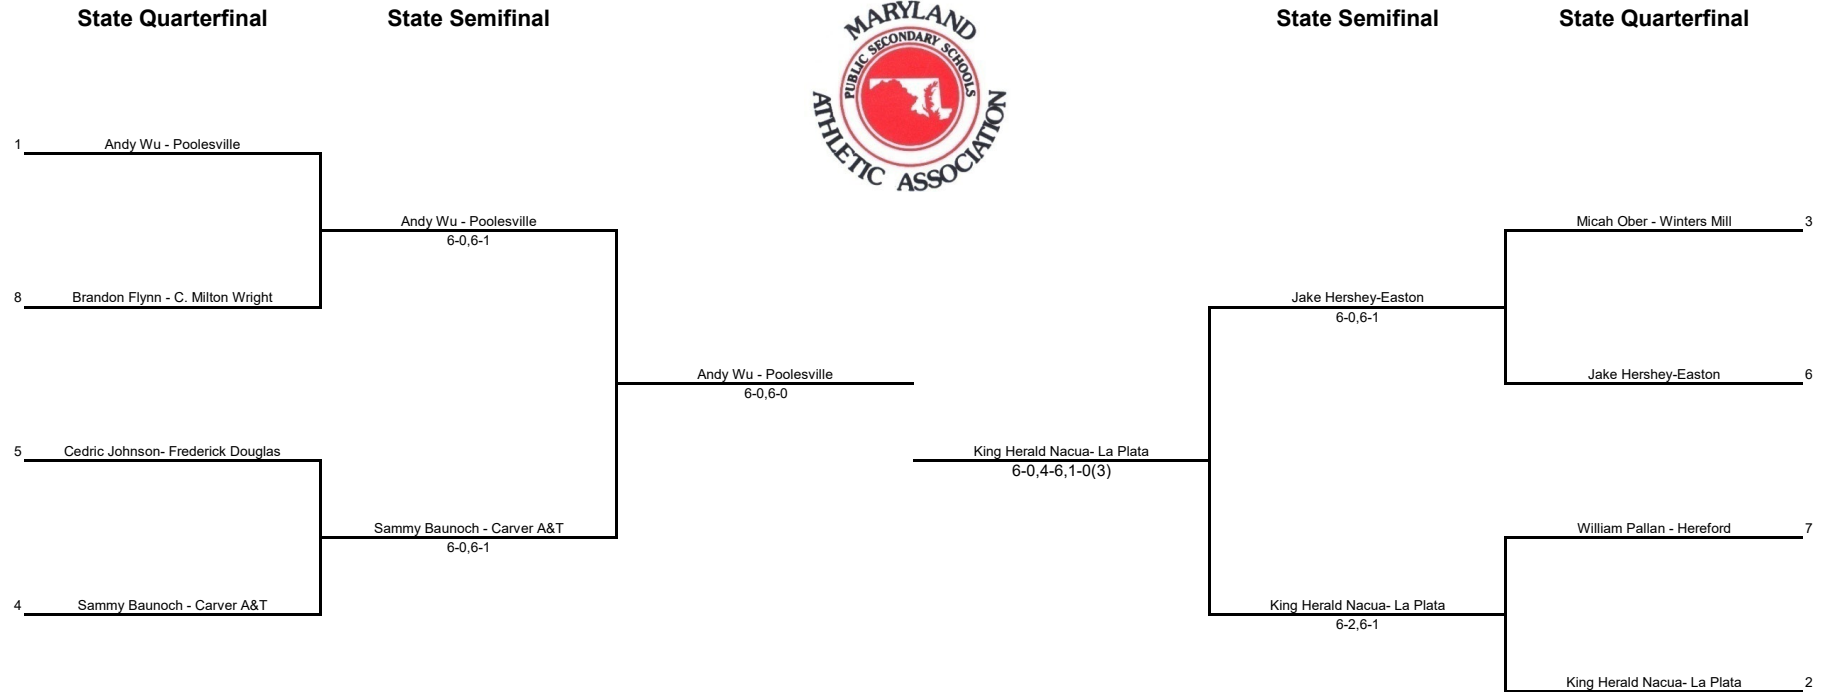 State Quarterfinal
State Semifinal
MARYLAND
PUBLIC SECONDARY SCHOOLS
ATHLETIC ASSOCIATION
State Semifinal
State Quarterfinal
1 Andy Wu - Poolesville
Andy Wu - Poolesville
6-0,6-1
Micah Ober - Winters Mill 3
8 Brandon Flynn - C. Milton Wright
Jake Hershey-Easton
6-0,6-1
Andy Wu - Poolesville
6-0,6-0
Jake Hershey-Easton 6
5 Cedric Johnson- Frederick Douglas
King Herald Nacua- La Plata
6-0,4-6,1-0(3)
Sammy Baunoch - Carver A&T
6-0,6-1
William Pallan - Hereford 7
4 Sammy Baunoch - Carver A&T
King Herald Nacua- La Plata
6-2,6-1
King Herald Nacua- La Plata 2